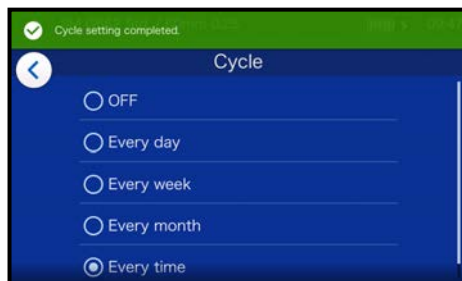 Cycle setting completed.
Cycle
OFF
Every day
Every week
Every month
Every time